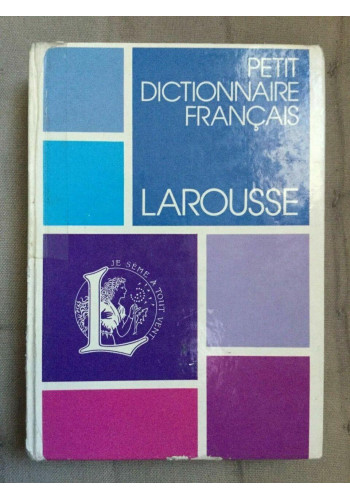 PETIT
DICTIONNAIRE
FRANÇAIS
LAROUSSE
L
JE SÈME À TOUT VENT